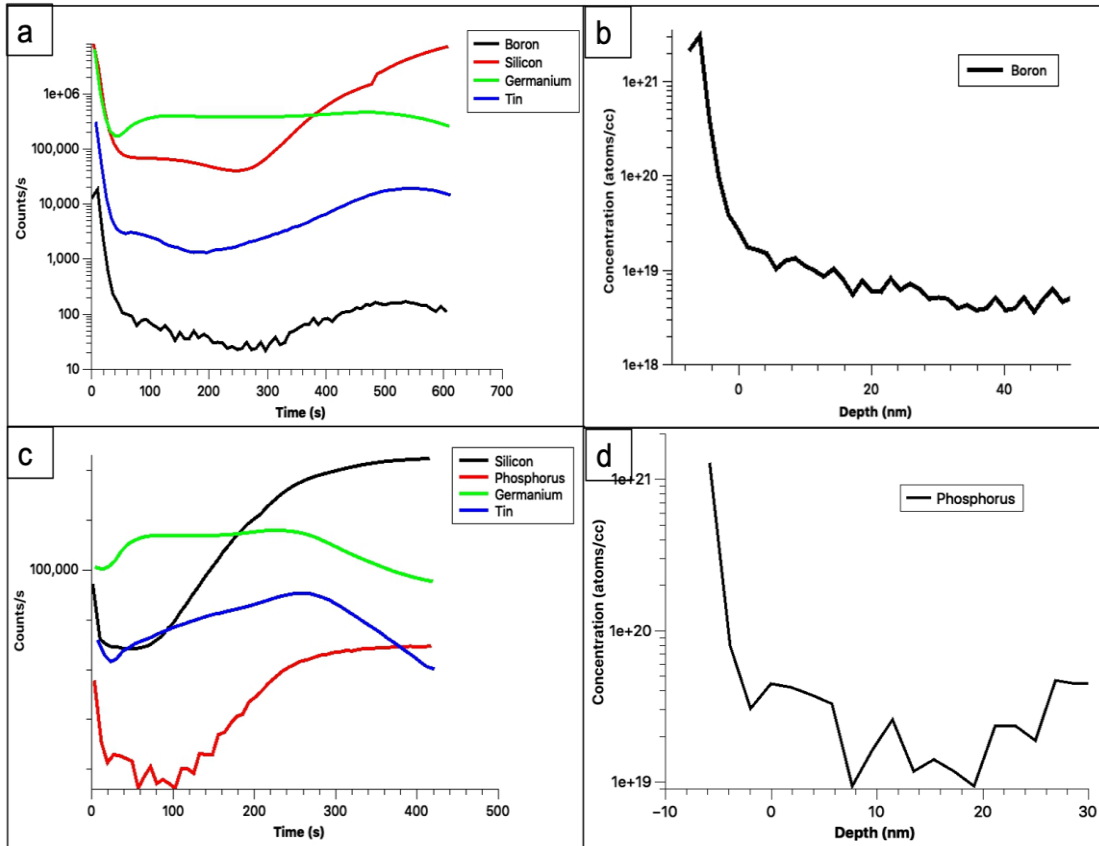 a
Counts/s
1e+06
100,000
10,000
1,000
100
10
0
100
200
300
400
500
600
700
Time (s)
Boron
Silicon
Germanium
Tin
b
Concentration (atoms/cc)
1e+21
1e+20
1e+19
1e+18
0
20
40
Depth (nm)
Boron
c
Counts/s
100,000
0
100
200
300
400
500
Time (s)
Silicon
Phosphorus
Germanium
Tin
d
Concentration (atoms/cc)
1e+21
1e+20
1e+19
−10
0
10
20
30
Depth (nm)
Phosphorus